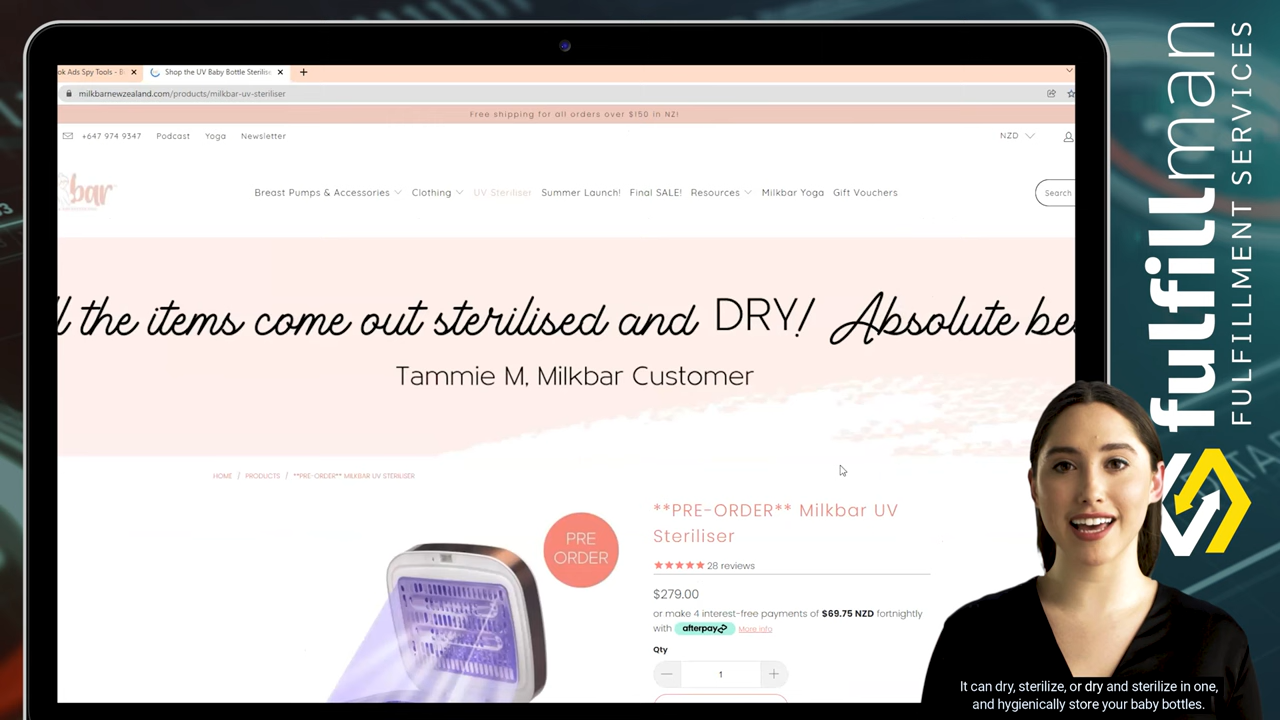 ok Ads Spy Tools - B
Shop the UV Baby Bottle Sterilis
milkbarnewzealand.com/products/milkbar-uv-steriliser
Free shipping for all orders over $150 in NZ!
+647 974 9347 Podcast Yoga Newsletter
NZD
bar
Breast Pumps & Accessories Clothing UV Steriliser Summer Launch! Final SALE! Resources Milkbar Yoga Gift Vouchers
Search
ll the items come out sterilised and DRY! Absolute be
Tammie M, Milkbar Customer
HOME / PRODUCTS / **PRE-ORDER** MILKBAR UV STERILISER
PRE
ORDER
**PRE-ORDER** Milkbar UV
Steriliser
28 reviews
$279.00
or make 4 interest-free payments of $69.75 NZD fortnightly
with afterpay More info
Qty
1
fulfillman
FULFILLMENT SERVICES
It can dry, sterilize, or dry and sterilize in one,
and hygienically store your baby bottles.